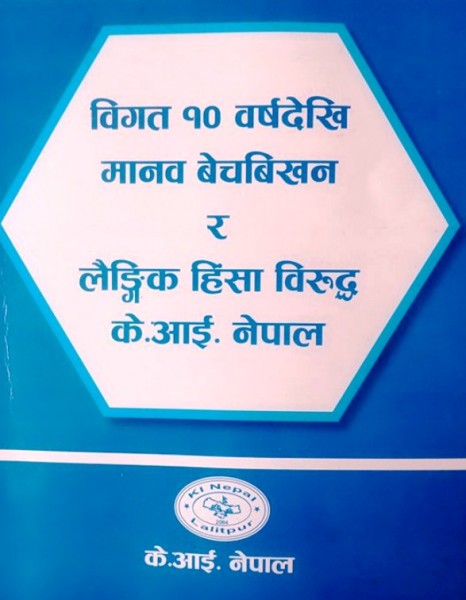 विगत १० वर्षदेखि
मानव बेचबिखन
र
लैङ्गिक हिंसा विरुद्ध
के.आई. नेपाल
KI Nepal
Lalitpur
के.आई. नेपाल